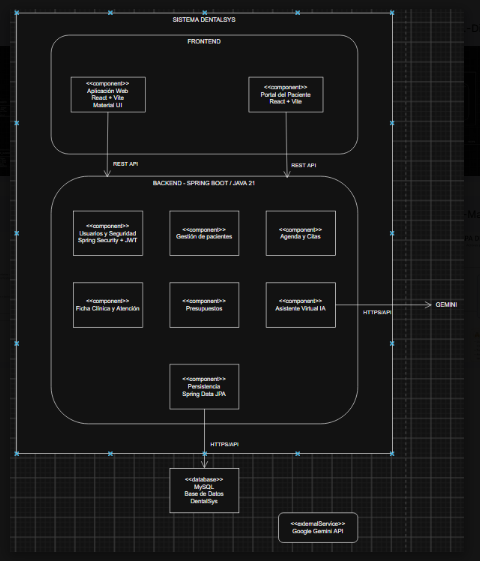 SISTEMA DENTALSYS
FRONTEND
<<component>>
Aplicación Web
React + Vite
Material UI
<<component>>
Portal del Paciente
React + Vite
REST API
REST API
BACKEND - SPRING BOOT / JAVA 21
<<component>>
Usuarios y Seguridad
Spring Security + JWT
<<component>>
Gestión de pacientes
<<component>>
Agenda y Citas
<<component>>
Ficha Clínica y Atención
<<component>>
Presupuestos
<<component>>
Asistente Virtual IA
GEMINI
HTTPS/API
<<component>>
Persistencia
Spring Data JPA
HTTPS/API
<<database>>
MySQL
Base de Datos
DentalSys
<<externalService>>
Google Gemini API